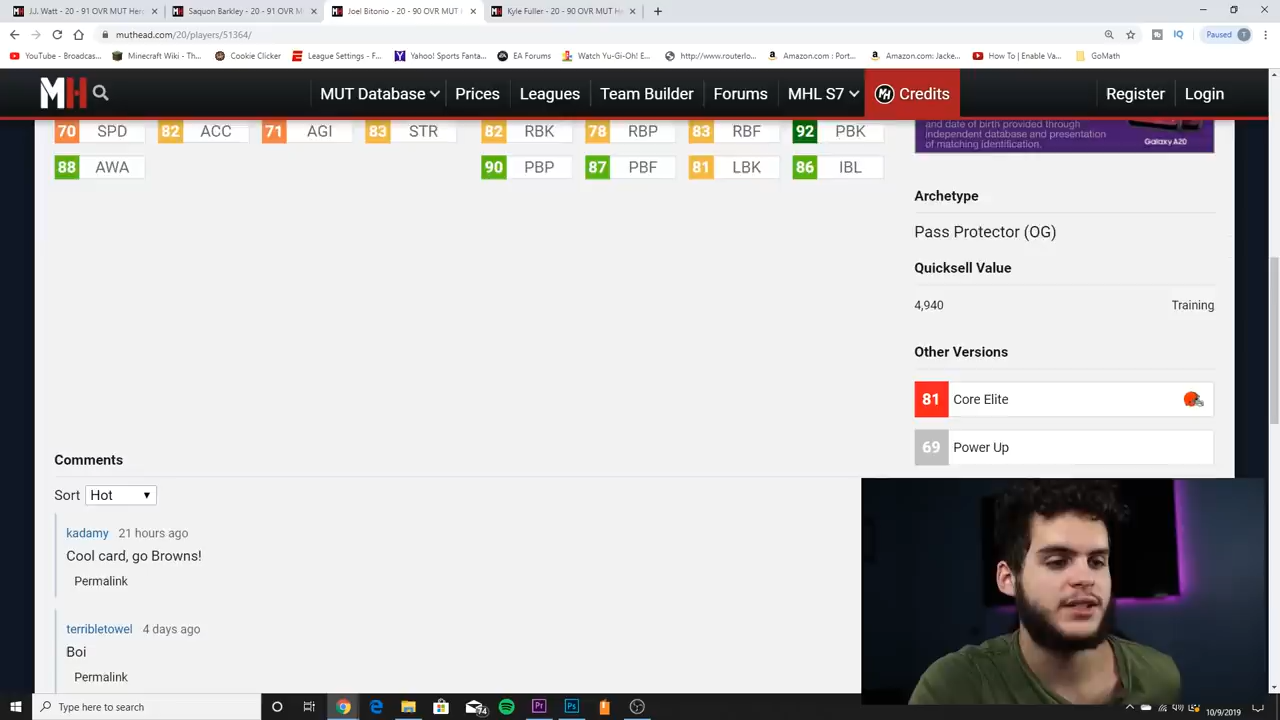 J.J. Watt - 20 - 91 OVR MUT Hero
Saquon Barkley - 20 - 91 OVR M
Joel Bitonio - 20 - 90 OVR MUT
Kyle Fuller - 20 - 90 OVR MUT H
muthead.com/20/players/51364/
Paused
T
YouTube - Broadcas...
Minecraft Wiki - Th...
Cookie Clicker
League Settings - F...
Yahoo! Sports Fanta...
EA Forums
Watch Yu-Gi-Oh! E...
http://www.routerlo...
Amazon.com : Port...
Amazon.com: Jacke...
How To | Enable Va...
GoMath
MH
MUT Database
Prices
Leagues
Team Builder
Forums
MHL S7
MH Credits
Register
Login
70 SPD 82 ACC 71 AGI 83 STR 82 RBK 78 RBP 83 RBF 92 PBK
88 AWA 90 PBP 87 PBF 81 LBK 86 IBL
and date of birth provided through
independent database and presentation
of matching identification.
Galaxy A20
Archetype
Pass Protector (OG)
Quicksell Value
4,940 Training
Other Versions
81 Core Elite
69 Power Up
Comments
Sort Hot
kadamy 21 hours ago
Cool card, go Browns!
Permalink
terribletowel 4 days ago
Boi
Permalink
Type here to search
74
Pr
Ps
10/9/2019